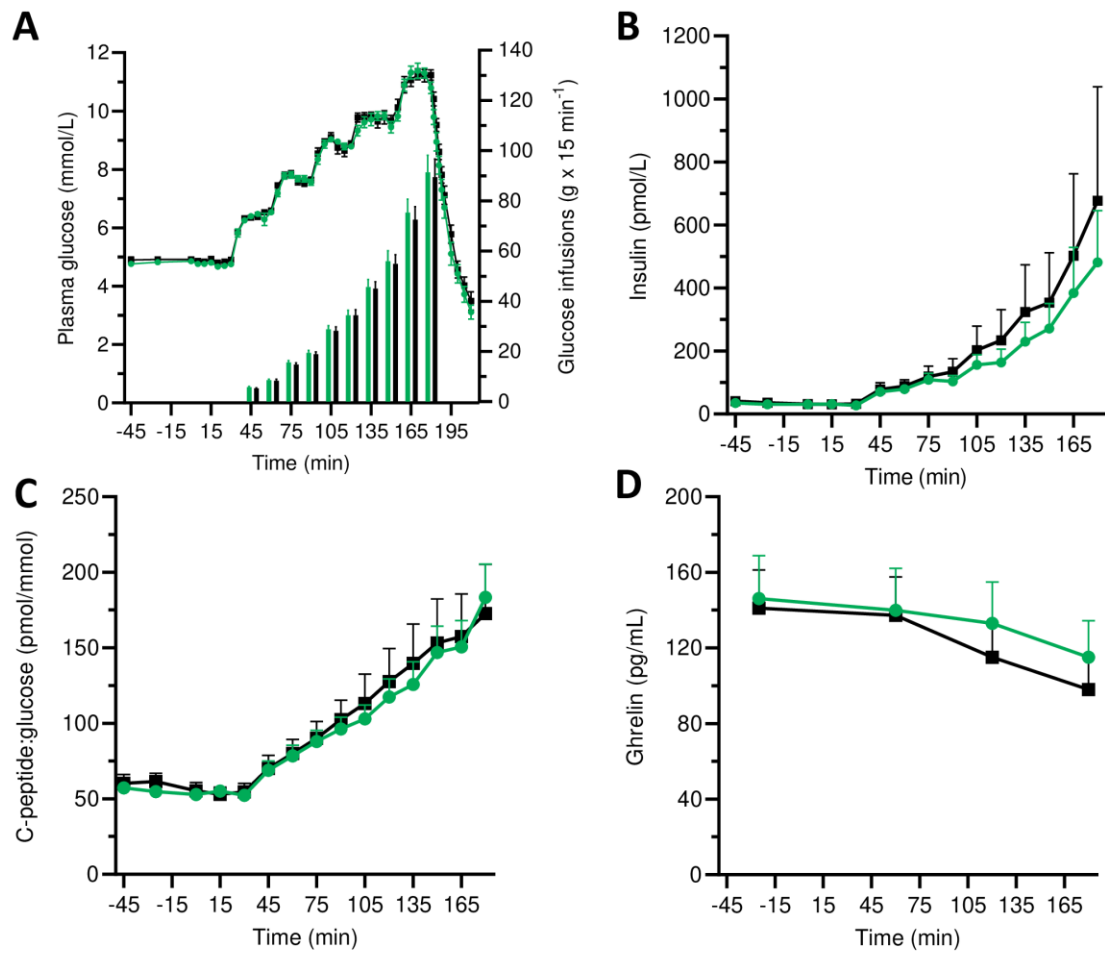 A
Plasma glucose (mmol/L)
12
10
8
6
4
2
0
140
120
100
80
60
40
20
0
Glucose infusions (g x 15 min⁻¹)
-45 -15 15 45 75 105 135 165 195
Time (min)
B
Insulin (pmol/L)
1200
1000
800
600
400
200
0
-45 -15 15 45 75 105 135 165
Time (min)
C
C-peptide:glucose (pmol/mmol)
250
200
150
100
50
0
-45 -15 15 45 75 105 135 165
Time (min)
D
Ghrelin (pg/mL)
200
160
120
80
40
0
-45 -15 15 45 75 105 135 165
Time (min)